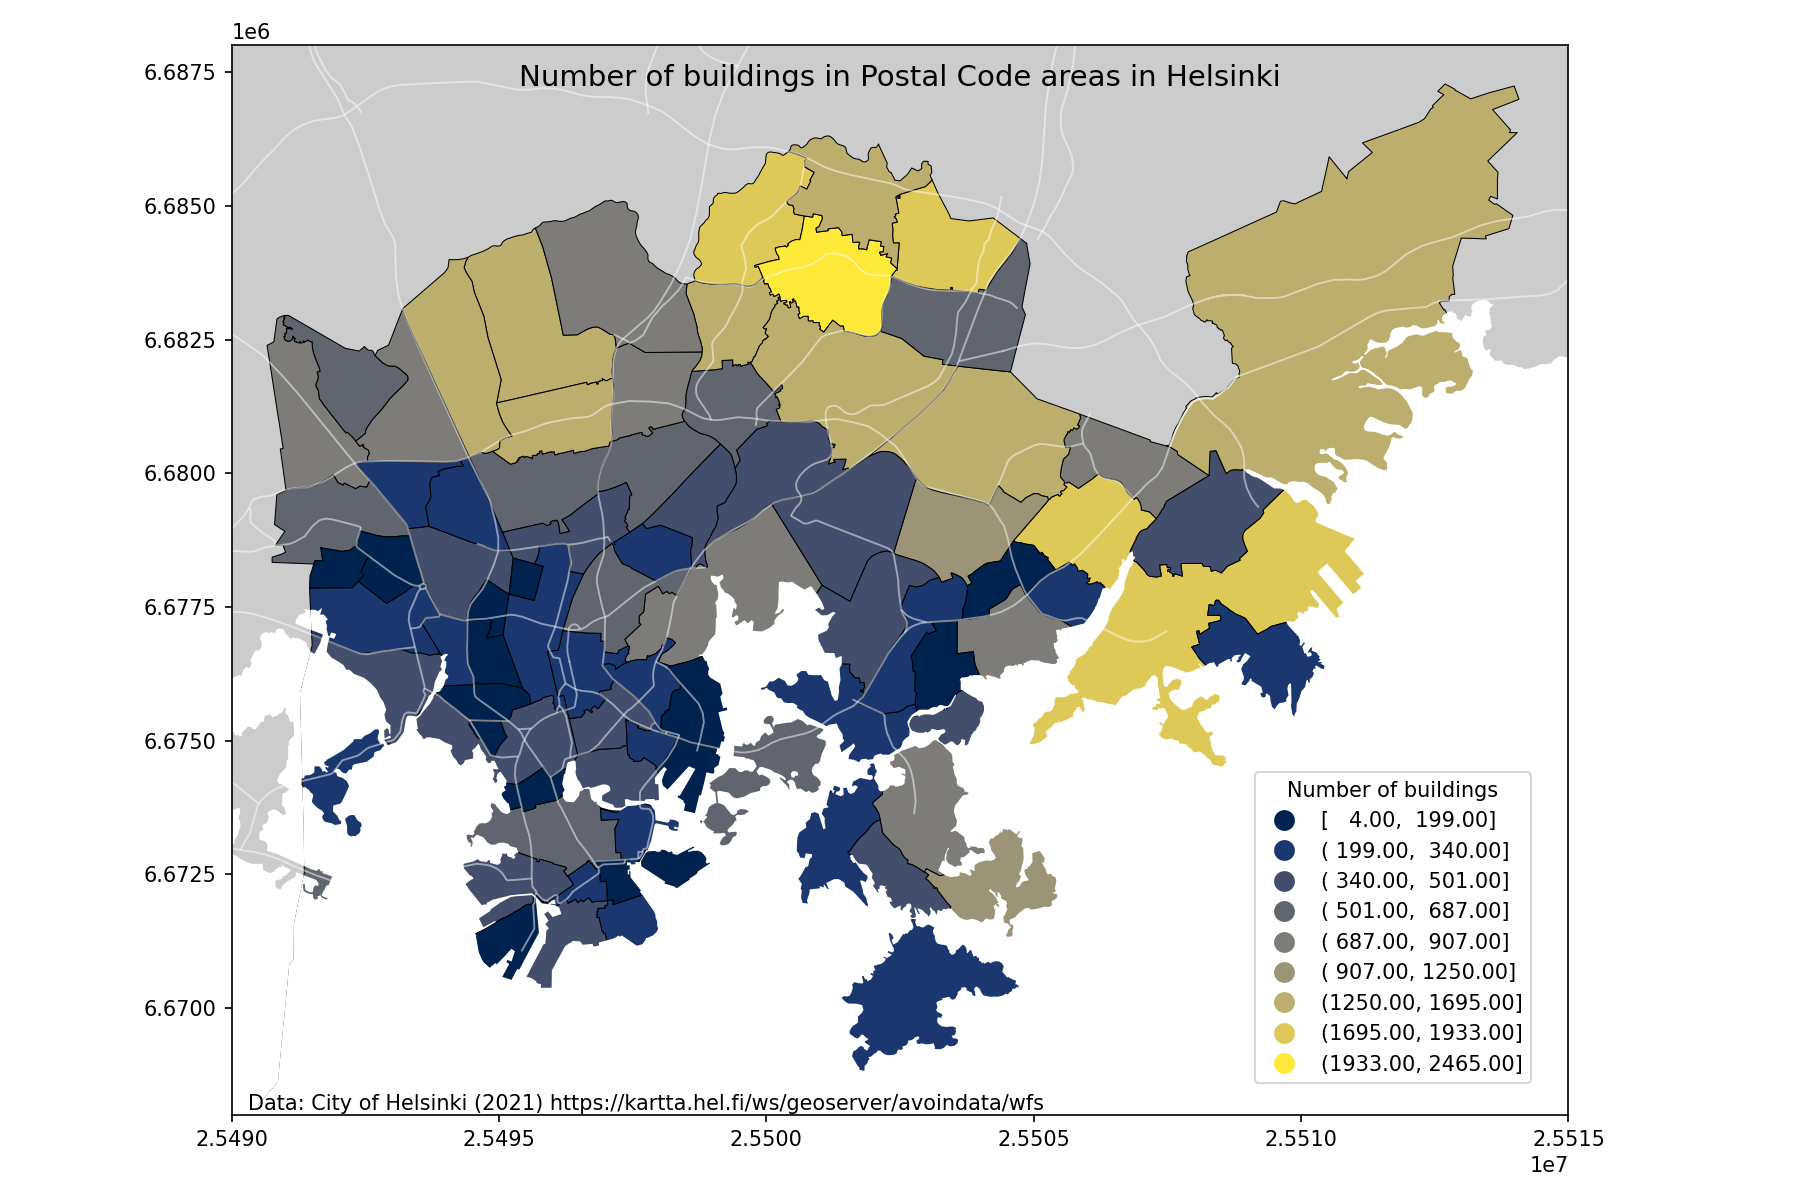 1e6
Number of buildings in Postal Code areas in Helsinki
6.6875
6.6850
6.6825
6.6800
6.6775
6.6750
6.6725
6.6700
Number of buildings
[   4.00,  199.00]
( 199.00,  340.00]
( 340.00,  501.00]
( 501.00,  687.00]
( 687.00,  907.00]
( 907.00, 1250.00]
(1250.00, 1695.00]
(1695.00, 1933.00]
(1933.00, 2465.00]
Data: City of Helsinki (2021) https://kartta.hel.fi/ws/geoserver/avoindata/wfs
2.5490 2.5495 2.5500 2.5505 2.5510 2.5515
1e7